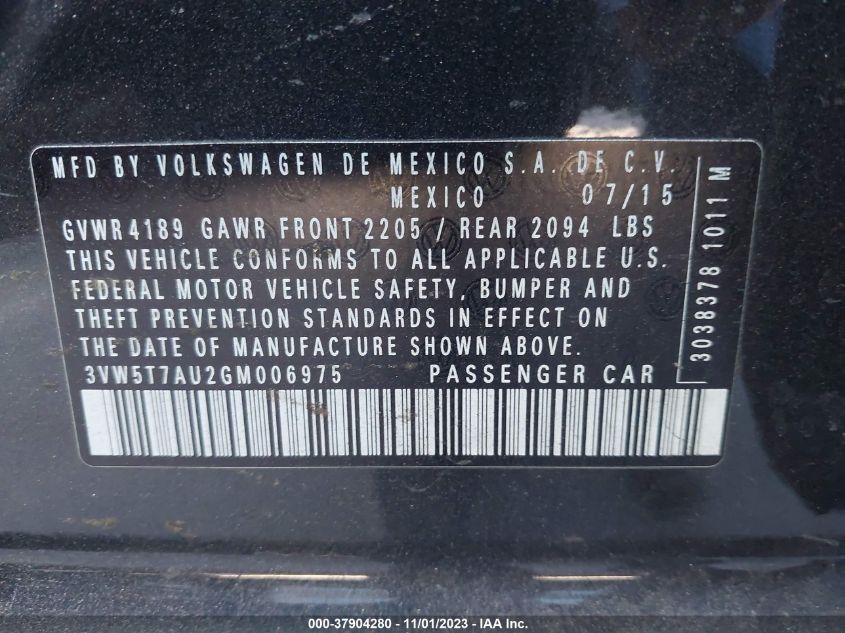 MFD BY VOLKSWAGEN DE MEXICO S.A. DE C.V.
MEXICO 07/15
GVWR 4189 GAWR FRONT 2205 / REAR 2094 LBS
THIS VEHICLE CONFORMS TO ALL APPLICABLE U.S.
FEDERAL MOTOR VEHICLE SAFETY, BUMPER AND
THEFT PREVENTION STANDARDS IN EFFECT ON
THE DATE OF MANUFACTURE SHOWN ABOVE.
3VW5T7AU2GM006975 PASSENGER CAR
3038378 1011 M
000-37904280 - 11/01/2023 - © IAA Inc.